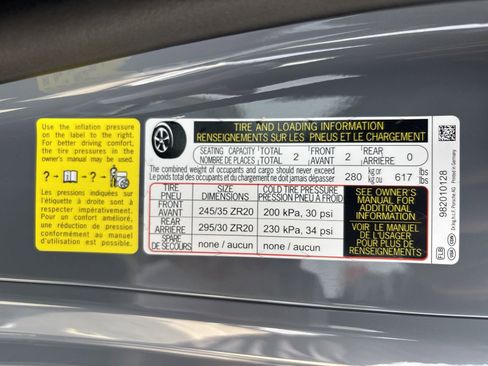 Use the inflation pressure
on the label to the right.
For better driving comfort,
the tire pressures in the
owner's manual may be used.
? - ?
Les pressions indiquées sur
l'étiquette à droite sont à
respecter impérativement.
Pour un confort amélioré,
une réduction de pression
conformément au manuel
d'utilisation est possible.
TIRE AND LOADING INFORMATION
RENSEIGNEMENTS SUR LES PNEUS ET LE CHARGEMENT
SEATING CAPACITY TOTAL FRONT REAR
NOMBRE DE PLACES TOTAL 2 AVANT 2 ARRIÈRE 0
The combined weight of occupants and cargo should never exceed
Le poids total des occupants et du chargement ne doit jamais dépasser 280 kg or kg ou 617 lbs lbs
TIRE SIZE COLD TIRE PRESSURE
PNEU DIMENSIONS PRESSION PNEU A FROID
FRONT
AVANT 245/35 ZR20 200 kPa, 30 psi
REAR
ARRIERE 295/30 ZR20 230 kPa, 34 psi
SPARE
DE SECOURS none / aucun none / aucun
SEE OWNER'S
MANUAL FOR
ADDITIONAL
INFORMATION
VOIR LE MANUEL
DE L'USAGER
POUR PLUS DE
RENSEIGNEMENTS
982010128
Dr.Ing.h.c.F. Porsche AG Printed in Germany
FLB